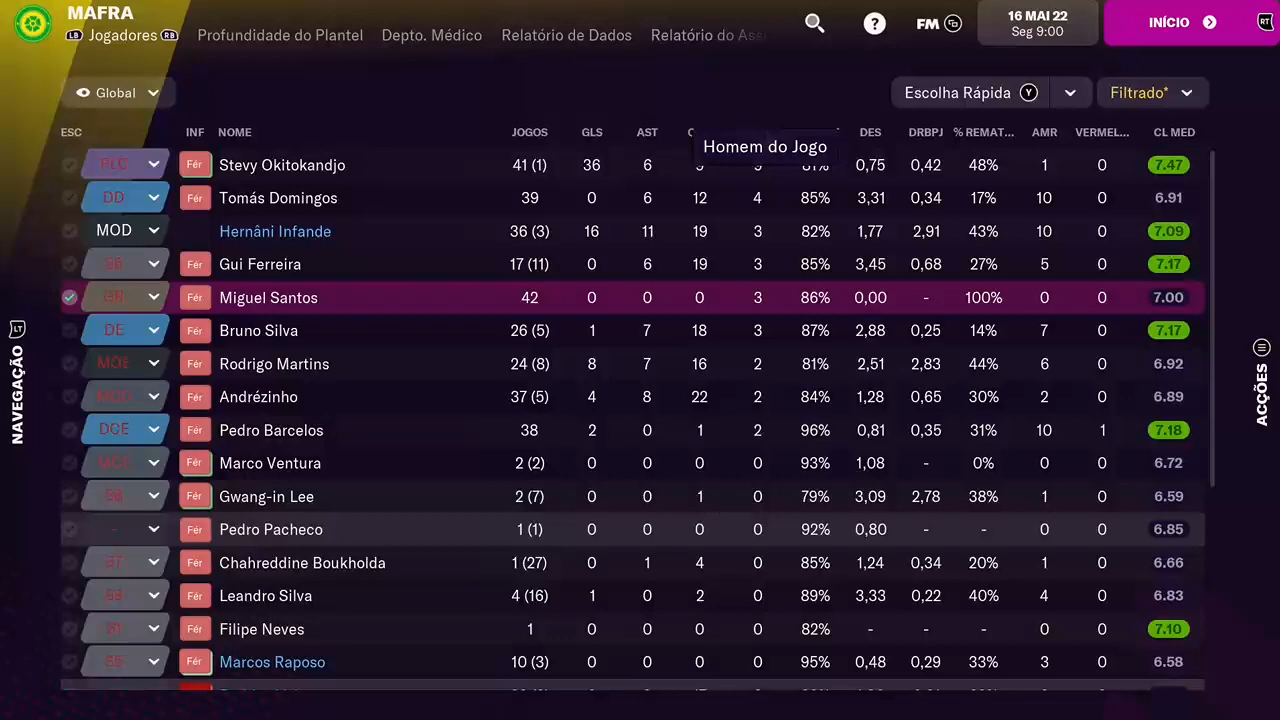 MAFRA
LB Jogadores RB Profundidade do Plantel Depto. Médico Relatório de Dados Relatório do Ass
? FM
16 MAI 22
Seg 9:00
INÍCIO RT
Global Escolha Rápida Y Filtrado*
ESC INF NOME JOGOS GLS AST DES DRBPJ % REMAT... AMR VERMEL... CL MED
Homem do Jogo
PLC Fér Stevy Okitokandjo 41 (1) 36 6 9 9 81% 0,75 0,42 48% 1 0 7.47
DD Fér Tomás Domingos 39 0 6 12 4 85% 3,31 0,34 17% 10 0 6.91
MOD Hernâni Infande 36 (3) 16 11 19 3 82% 1,77 2,91 43% 10 0 7.09
Fér Gui Ferreira 17 (11) 0 6 19 3 85% 3,45 0,68 27% 5 0 7.17
GR Fér Miguel Santos 42 0 0 0 3 86% 0,00 - 100% 0 0 7.00
DE Fér Bruno Silva 26 (5) 1 7 18 3 87% 2,88 0,25 14% 7 0 7.17
MOE Fér Rodrigo Martins 24 (8) 8 7 16 2 81% 2,51 2,83 44% 6 0 6.92
Fér Andrézinho 37 (5) 4 8 22 2 84% 1,28 0,65 30% 2 0 6.89
DCE Fér Pedro Barcelos 38 2 0 1 2 96% 0,81 0,35 31% 10 1 7.18
Fér Marco Ventura 2 (2) 0 0 0 0 93% 1,08 - 0% 0 0 6.72
Fér Gwang-in Lee 2 (7) 0 0 1 0 79% 3,09 2,78 38% 1 0 6.59
- Fér Pedro Pacheco 1 (1) 0 0 0 0 92% 0,80 - - 0 0 6.85
Fér Chahreddine Boukholda 1 (27) 0 1 4 0 85% 1,24 0,34 20% 1 0 6.66
Fér Leandro Silva 4 (16) 1 0 2 0 89% 3,33 0,22 40% 4 0 6.83
Fér Filipe Neves 1 0 0 0 0 82% - - - 0 0 7.10
Fér Marcos Raposo 10 (3) 0 0 0 0 95% 0,48 0,29 33% 3 0 6.58
NAVEGAÇÃO LT
ACÇÕES